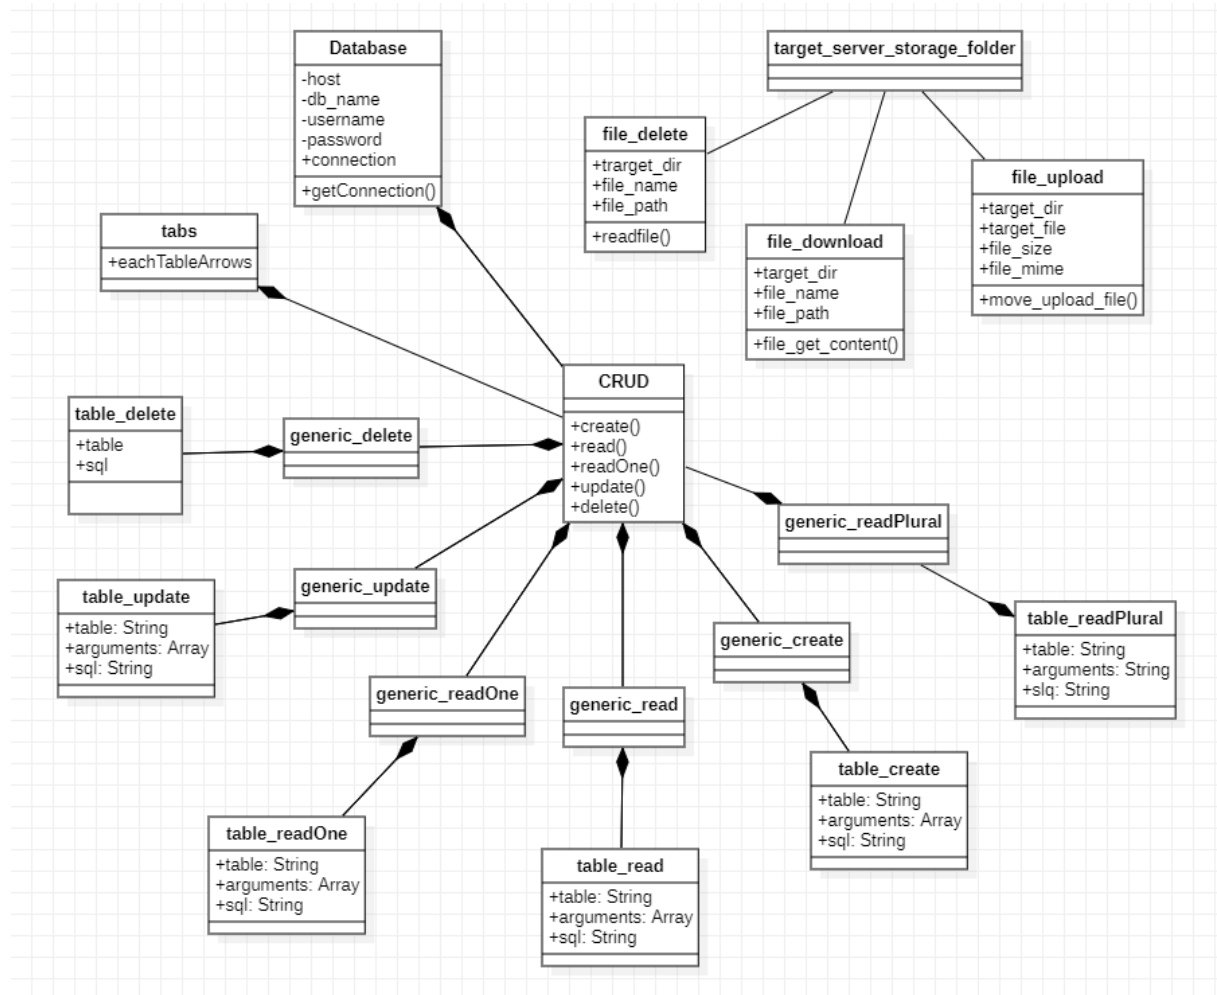 Database
-host
-db_name
-username
-password
+connection
+getConnection()
target_server_storage_folder
file_delete
+trarget_dir
+file_name
+file_path
+readfile()
file_upload
+target_dir
+target_file
+file_size
+file_mime
+move_upload_file()
file_download
+target_dir
+file_name
+file_path
+file_get_content()
tabs
+eachTableArrows
CRUD
+create()
+read()
+readOne()
+update()
+delete()
table_delete
+table
+sql
generic_delete
generic_readPlural
table_update
+table: String
+arguments: Array
+sql: String
generic_update
generic_readOne
generic_read
generic_create
table_readPlural
+table: String
+arguments: String
+slq: String
table_create
+table: String
+arguments: Array
+sql: String
table_readOne
+table: String
+arguments: Array
+sql: String
table_read
+table: String
+arguments: Array
+sql: String